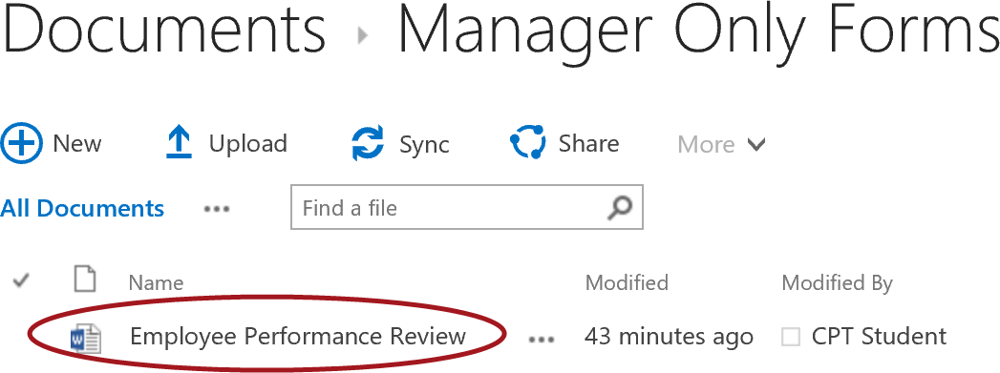 Documents ▸ Manager Only Forms
New Upload Sync Share More
All Documents ... Find a file
Name Modified Modified By
Employee Performance Review ... 43 minutes ago CPT Student